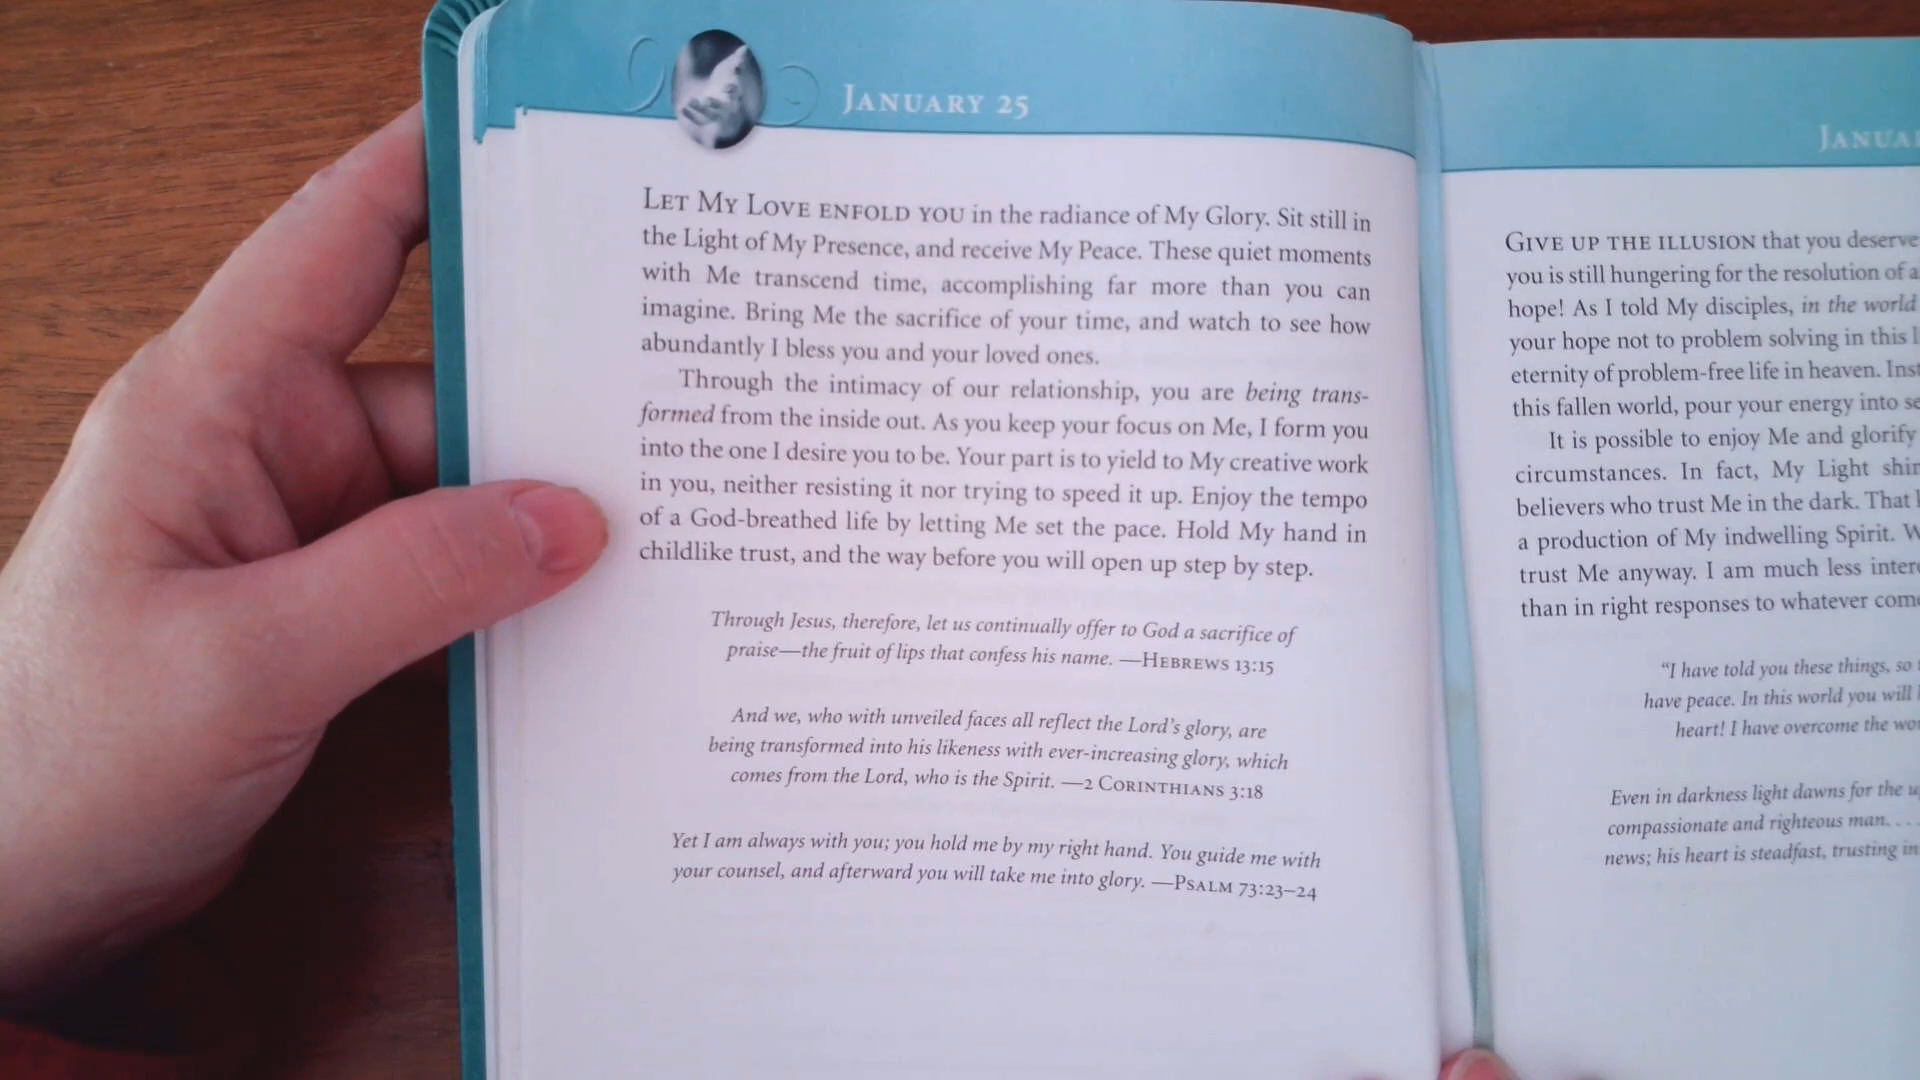 JANUARY 25
LET MY LOVE ENFOLD YOU in the radiance of My Glory. Sit still in
the Light of My Presence, and receive My Peace. These quiet moments
with Me transcend time, accomplishing far more than you can
imagine. Bring Me the sacrifice of your time, and watch to see how
abundantly I bless you and your loved ones.
Through the intimacy of our relationship, you are being trans-
formed from the inside out. As you keep your focus on Me, I form you
into the one I desire you to be. Your part is to yield to My creative work
in you, neither resisting it nor trying to speed it up. Enjoy the tempo
of a God-breathed life by letting Me set the pace. Hold My hand in
childlike trust, and the way before you will open up step by step.
Through Jesus, therefore, let us continually offer to God a sacrifice of
praise—the fruit of lips that confess his name. —HEBREWS 13:15
And we, who with unveiled faces all reflect the Lord's glory, are
being transformed into his likeness with ever-increasing glory, which
comes from the Lord, who is the Spirit. —2 CORINTHIANS 3:18
Yet I am always with you; you hold me by my right hand. You guide me with
your counsel, and afterward you will take me into glory. —PSALM 73:23–24
GIVE UP THE ILLUSION that you deserve
you is still hungering for the resolution of
hope! As I told My disciples, in the world
your hope not to problem solving in this
eternity of problem-free life in heaven.
this fallen world, pour your energy into
It is possible to enjoy Me and glorify
circumstances. In fact, My Light
believers who trust Me in the dark. That
a production of My indwelling Spirit.
trust Me anyway. I am much less
than in right responses to whatever
"I have told you these things, so
have peace. In this world you will
heart! I have overcome the
Even in darkness light dawns for the
compassionate and righteous man. . . .
news; his heart is steadfast, trusting in